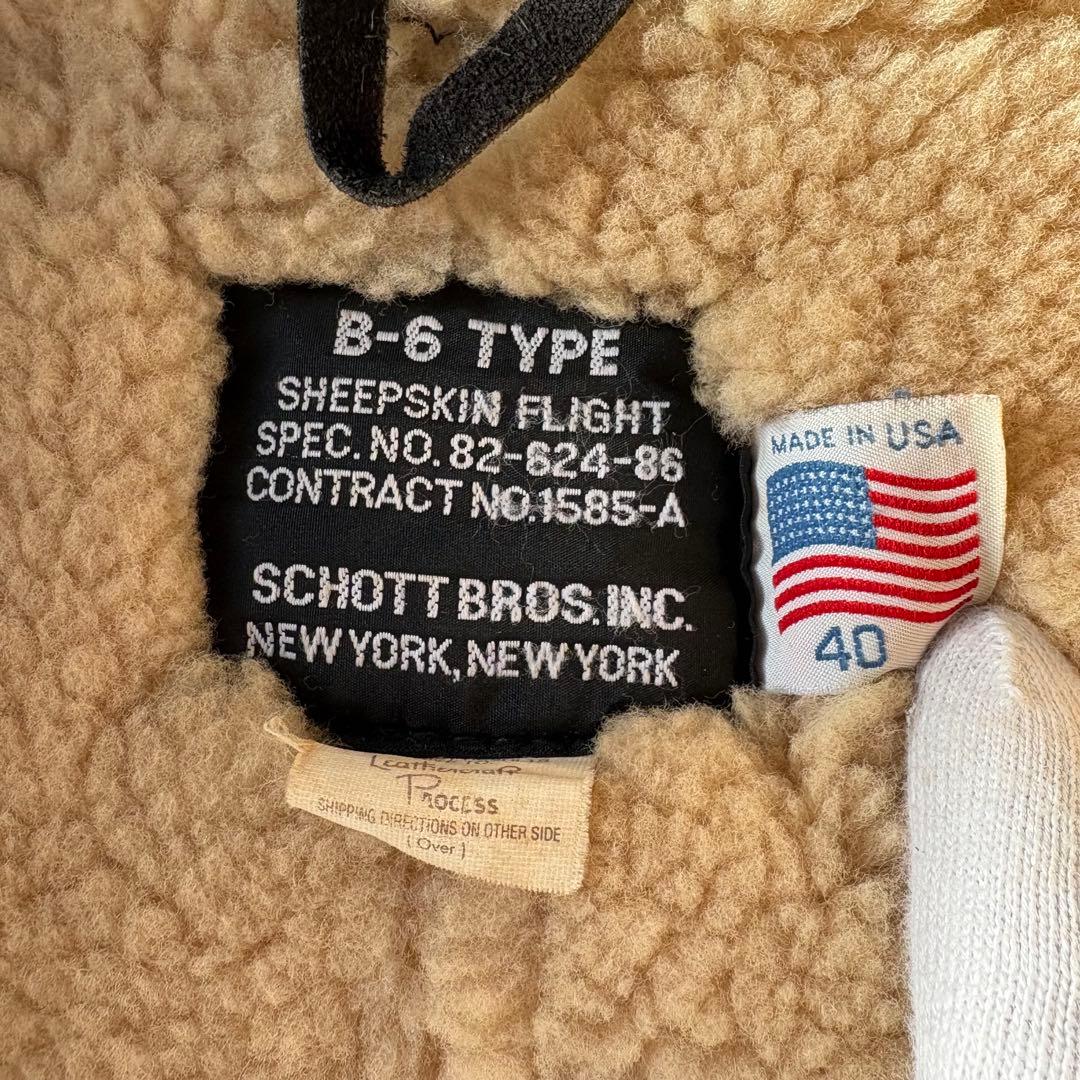 B-6 TYPE
SHEEPSKIN FLIGHT
SPEC. NO. 82-624-86
CONTRACT NO.1585-A
SCHOTT BROS. INC.
NEW YORK, NEW YORK
MADE IN USA
40
Leathercraft
PROCESS
SHIPPING DIRECTIONS ON OTHER SIDE
(Over)